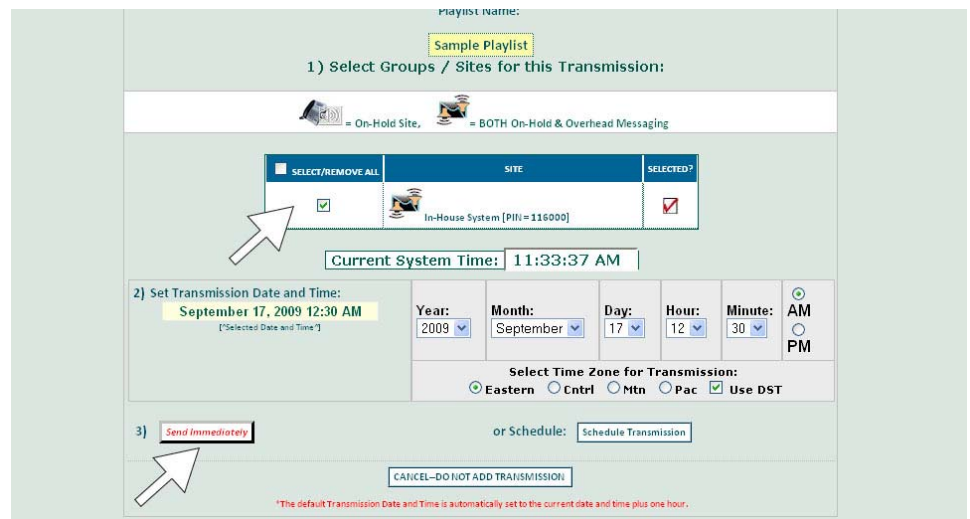 Playlist Name:
Sample Playlist
1) Select Groups / Sites for this Transmission:
= On-Hold Site, = BOTH On-Hold & Overhead Messaging
SELECT/REMOVE ALL SITE SELECTED?
In-House System [PIN=116000]
Current System Time: 11:33:37 AM
2) Set Transmission Date and Time:
September 17, 2009 12:30 AM
["Selected Date and Time"]
Year: Month: Day: Hour: Minute: AM
2009 September 17 12 30 PM
Select Time Zone for Transmission:
Eastern Cntrl Mtn Pac Use DST
3) Send Immediately or Schedule: Schedule Transmission
CANCEL--DO NOT ADD TRANSMISSION
*The default Transmission Date and Time is automatically set to the current date and time plus one hour.